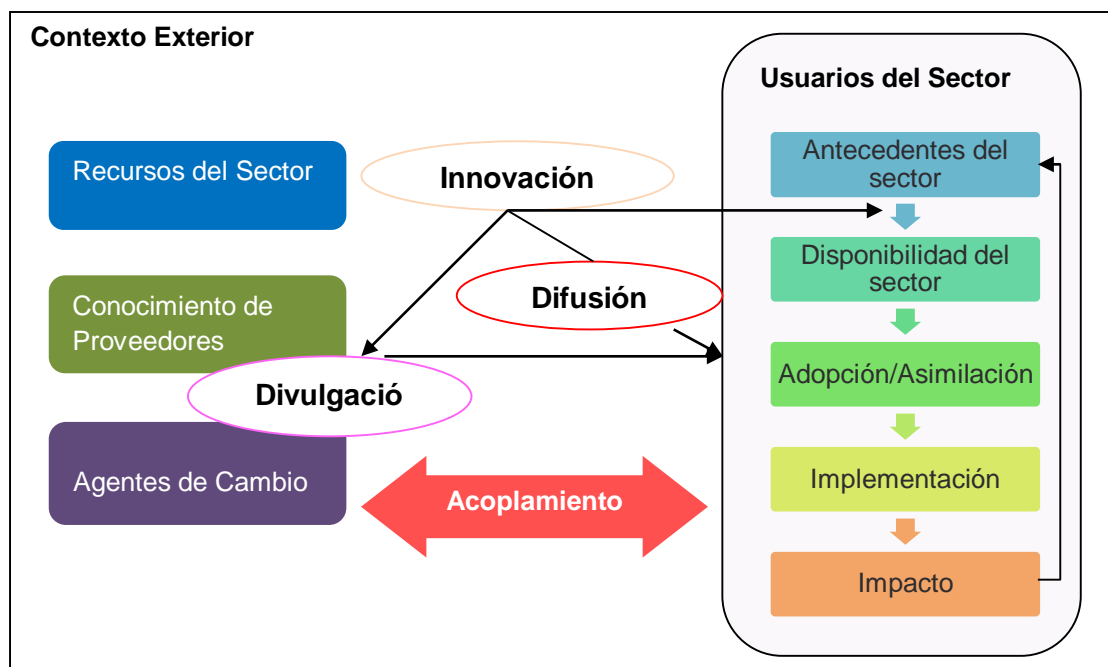 Contexto Exterior
Recursos del Sector
Conocimiento de
Proveedores
Agentes de Cambio
Innovación
Difusión
Divulgació
Acoplamiento
Usuarios del Sector
Antecedentes del
sector
Disponibilidad del
sector
Adopción/Asimilación
Implementación
Impacto